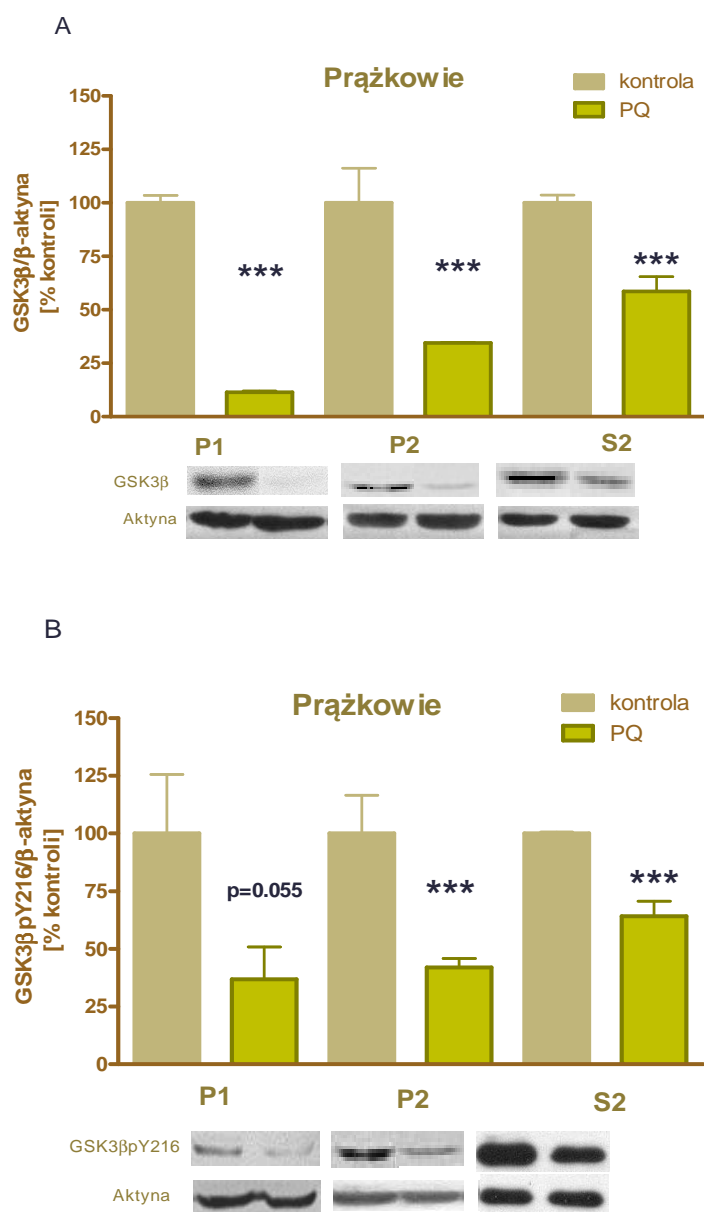 A
Prążkowie
kontrola
PQ
GSK3β/β-aktyna
[% kontroli]
150
125
100
75
50
25
0
***
***
***
P1
P2
S2
GSK3β
Aktyna
B
Prążkowie
kontrola
PQ
GSK3βpY216/β-aktyna
[% kontroli]
150
125
100
75
50
25
0
p=0.055
***
***
P1
P2
S2
GSK3βpY216
Aktyna